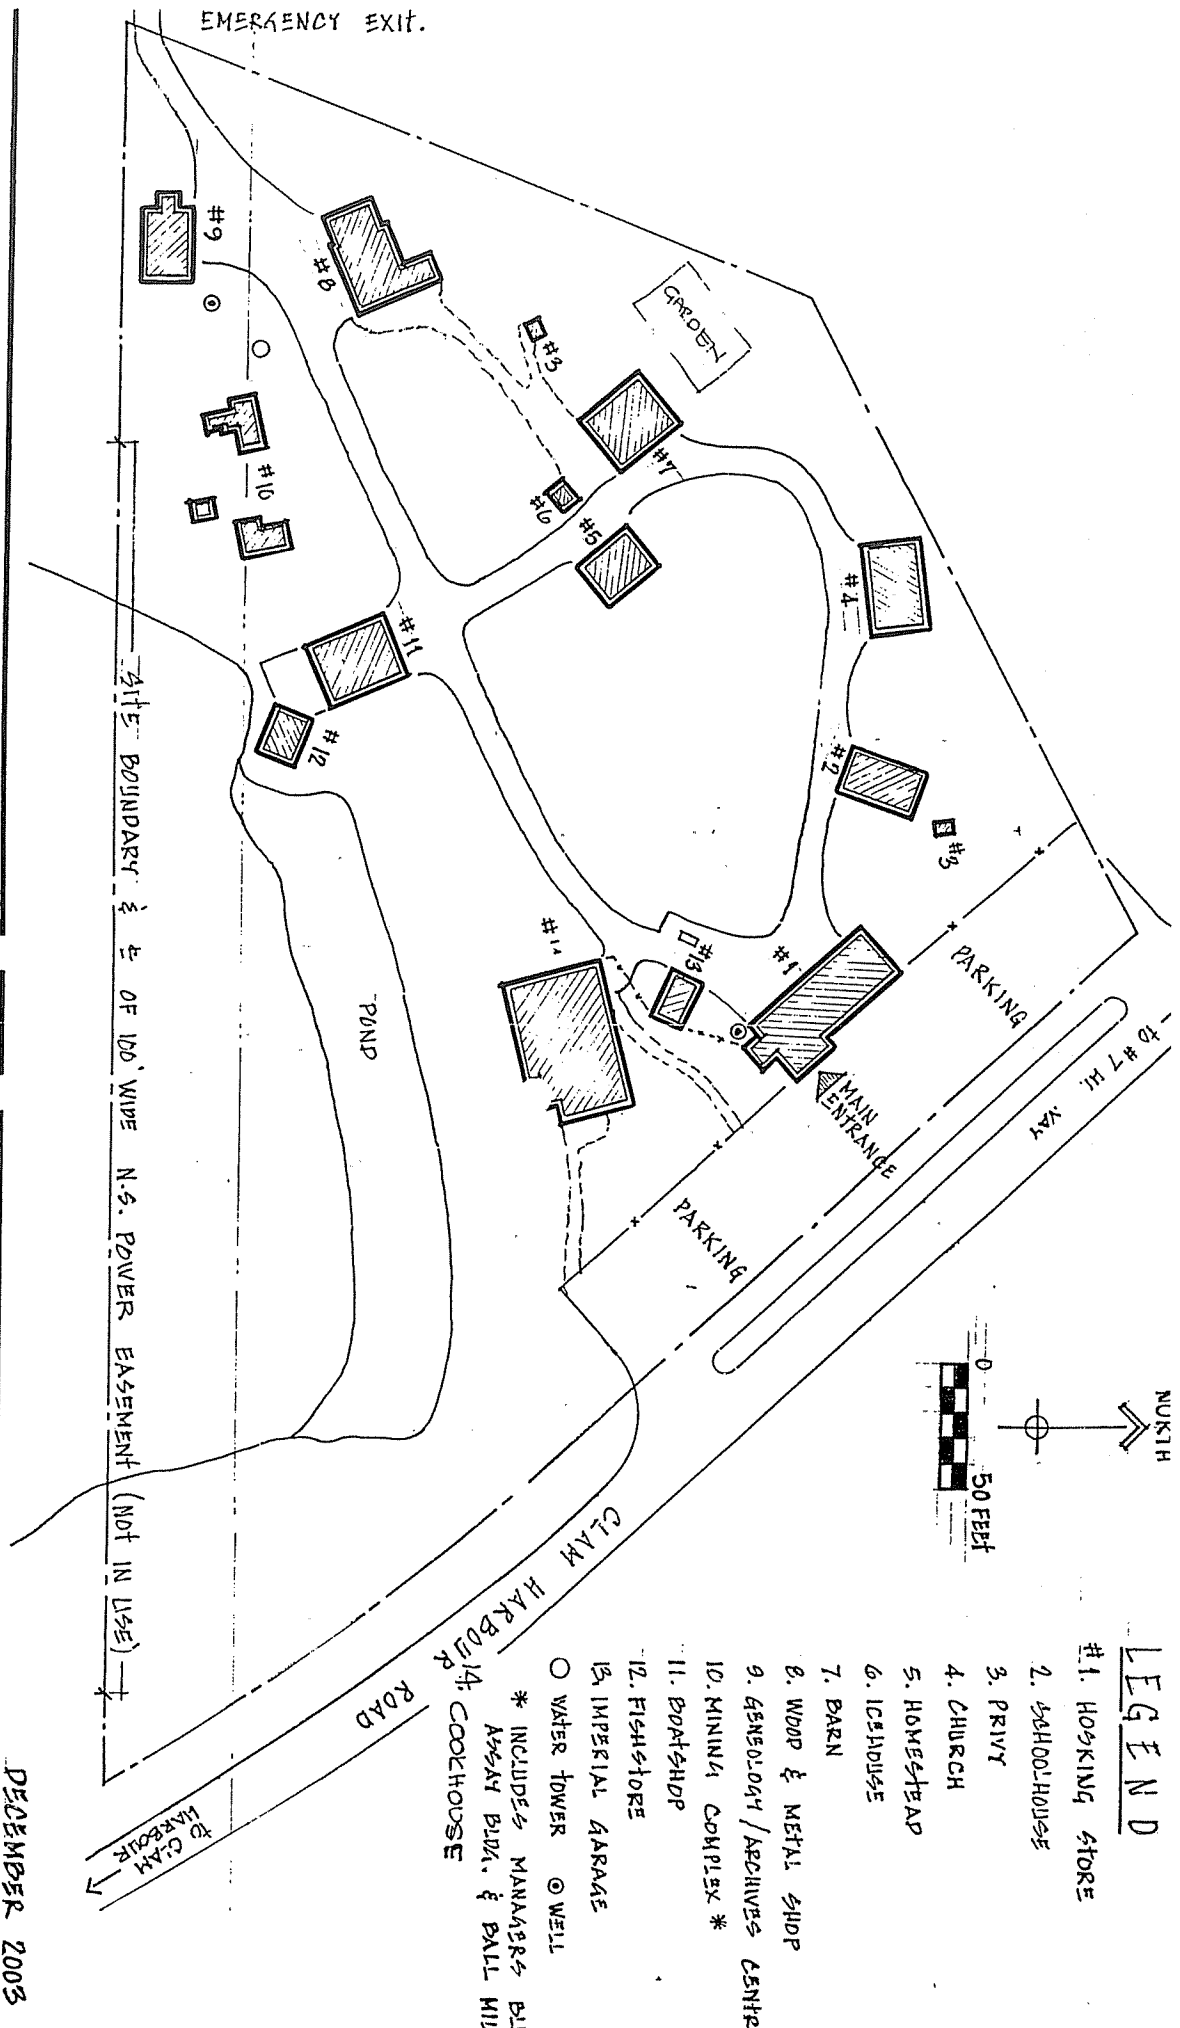 EMERGENCY EXIT.
#9
#8
GARDEN
#3
#7
#6
#5
#4
#10
#11
#12
#2
#3
#1
#13
#14
POND
PARKING
MAIN
ENTRANCE
PARKING
TO #7 HI.
WAY
NORTH
0
50 FEET
CLAM HARBOUR
ROAD
TO CLAM
HARBOUR
SITE BOUNDARY & ⅊ OF 100' WIDE N.S. POWER EASEMENT (NOT IN USE)
LEGEND
#1. HOSKING STORE
2. SCHOOLHOUSE
3. PRIVY
4. CHURCH
5. HOMESTEAD
6. ICEHOUSE
7. BARN
8. WOOD & METAL SHOP
9. GENEOLOGY / ARCHIVES CENTR
10. MINING COMPLEX *
11. BOATSHOP
12. FISHSTORE
13. IMPERIAL GARAGE
○ WATER TOWER ◎ WELL
* INCLUDES MANAGERS BL
ASSAY BLDG. & BALL MIL
14. COOKHOUSE
DECEMBER 2003